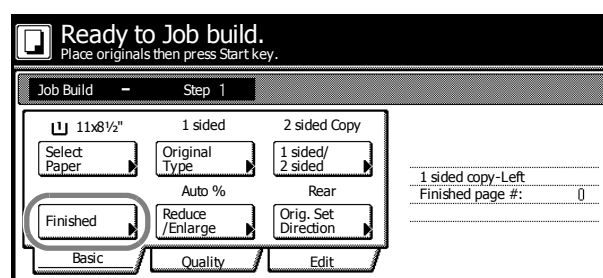 Ready to Job build.
Place originals then press Start key.
Job Build – Step 1
11x8½" 1 sided 2 sided Copy
Select Paper
Original Type
1 sided/ 2 sided
1 sided copy-Left
Auto % Rear
Finished page #: 0
Finished
Reduce /Enlarge
Orig. Set Direction
Basic Quality Edit